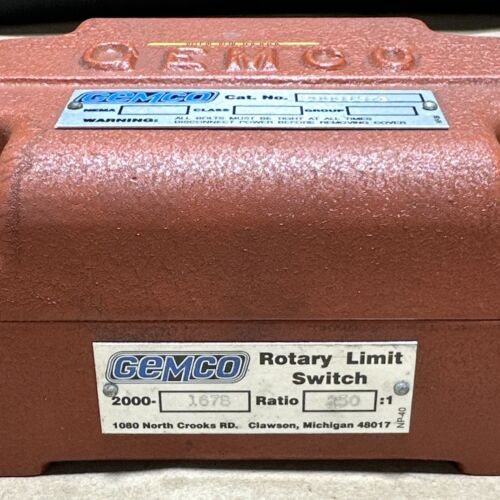 GEMCO
GEMCO Cat. No.
NEMA CLASS GROUP
WARNING: ALL BOLTS MUST BE TIGHT AT ALL TIMES
DISCONNECT POWER BEFORE REMOVING COVER
GEMCO Rotary Limit
Switch
2000- 1678 Ratio 250 :1
1080 North Crooks RD. Clawson, Michigan 48017
NP-40